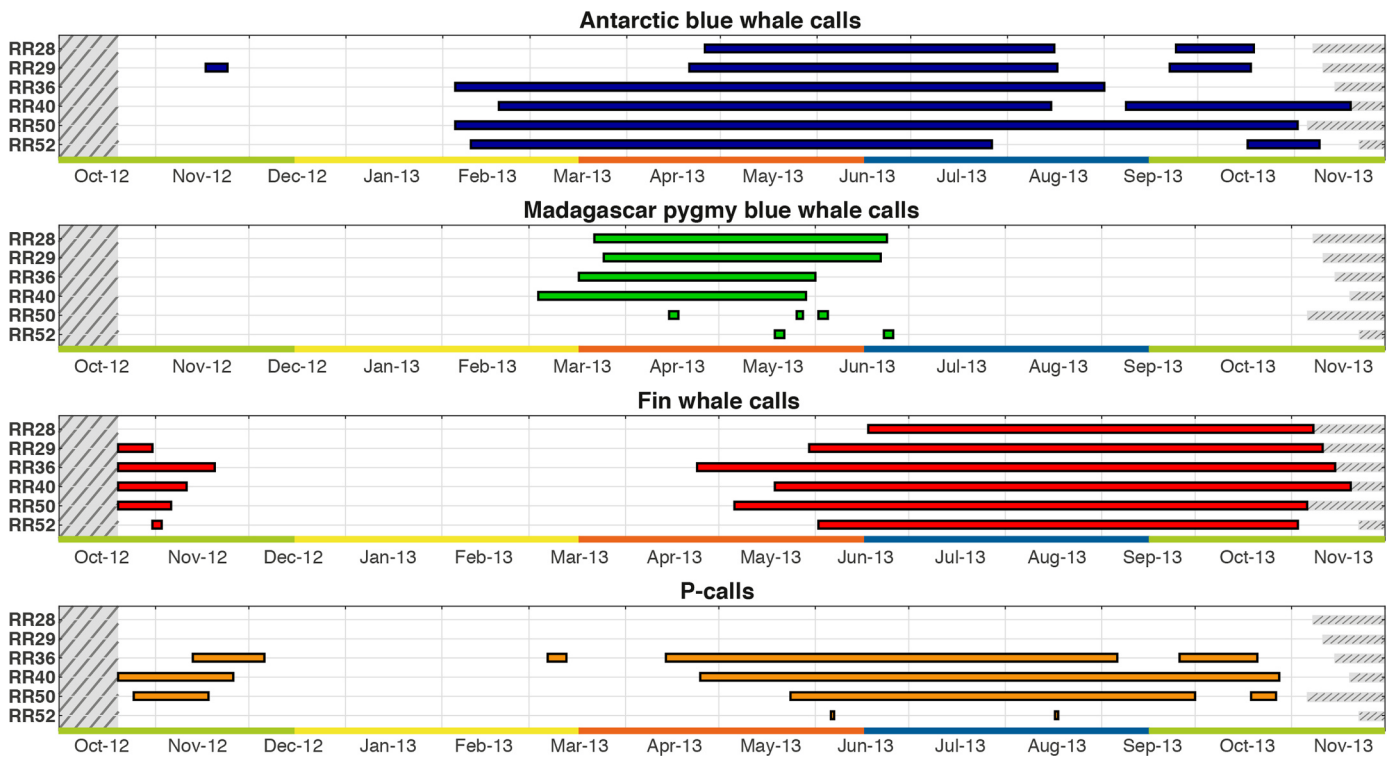 Antarctic blue whale calls
RR28
RR29
RR36
RR40
RR50
RR52
Oct-12 Nov-12 Dec-12 Jan-13 Feb-13 Mar-13 Apr-13 May-13 Jun-13 Jul-13 Aug-13 Sep-13 Oct-13 Nov-13
Madagascar pygmy blue whale calls
RR28
RR29
RR36
RR40
RR50
RR52
Oct-12 Nov-12 Dec-12 Jan-13 Feb-13 Mar-13 Apr-13 May-13 Jun-13 Jul-13 Aug-13 Sep-13 Oct-13 Nov-13
Fin whale calls
RR28
RR29
RR36
RR40
RR50
RR52
Oct-12 Nov-12 Dec-12 Jan-13 Feb-13 Mar-13 Apr-13 May-13 Jun-13 Jul-13 Aug-13 Sep-13 Oct-13 Nov-13
P-calls
RR28
RR29
RR36
RR40
RR50
RR52
Oct-12 Nov-12 Dec-12 Jan-13 Feb-13 Mar-13 Apr-13 May-13 Jun-13 Jul-13 Aug-13 Sep-13 Oct-13 Nov-13